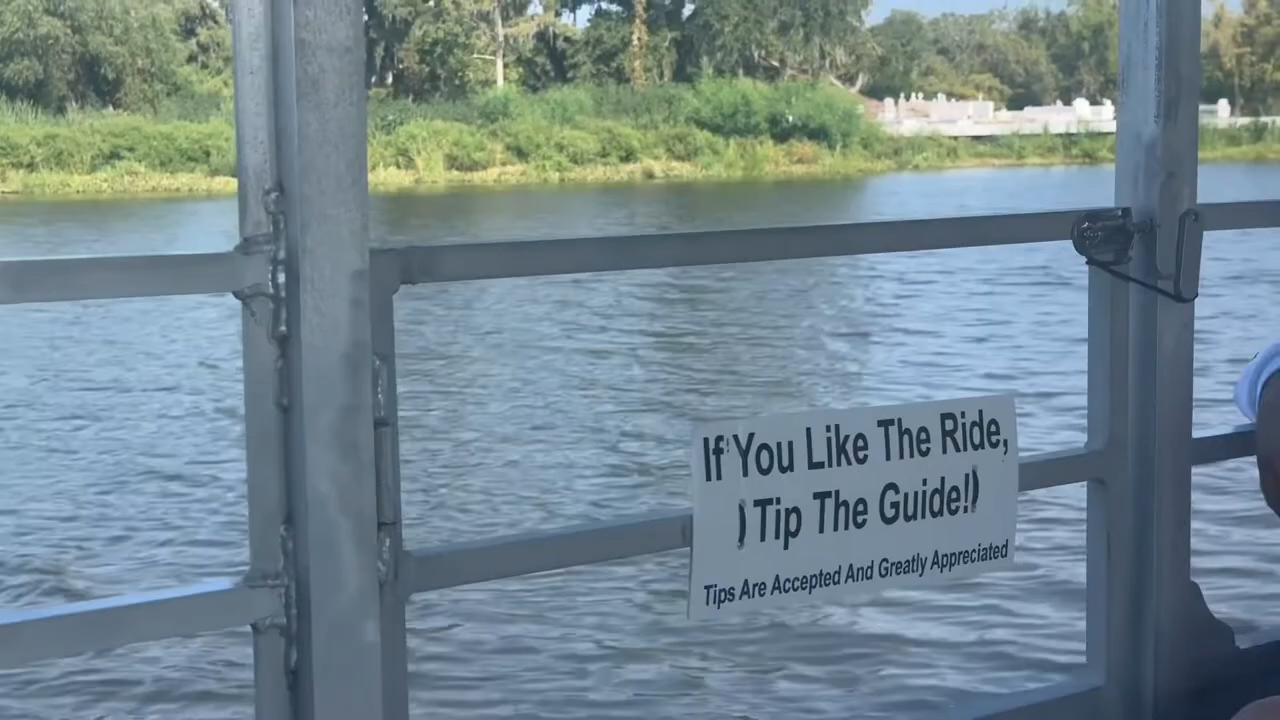 If You Like The Ride,
Tip The Guide!
Tips Are Accepted And Greatly Appreciated